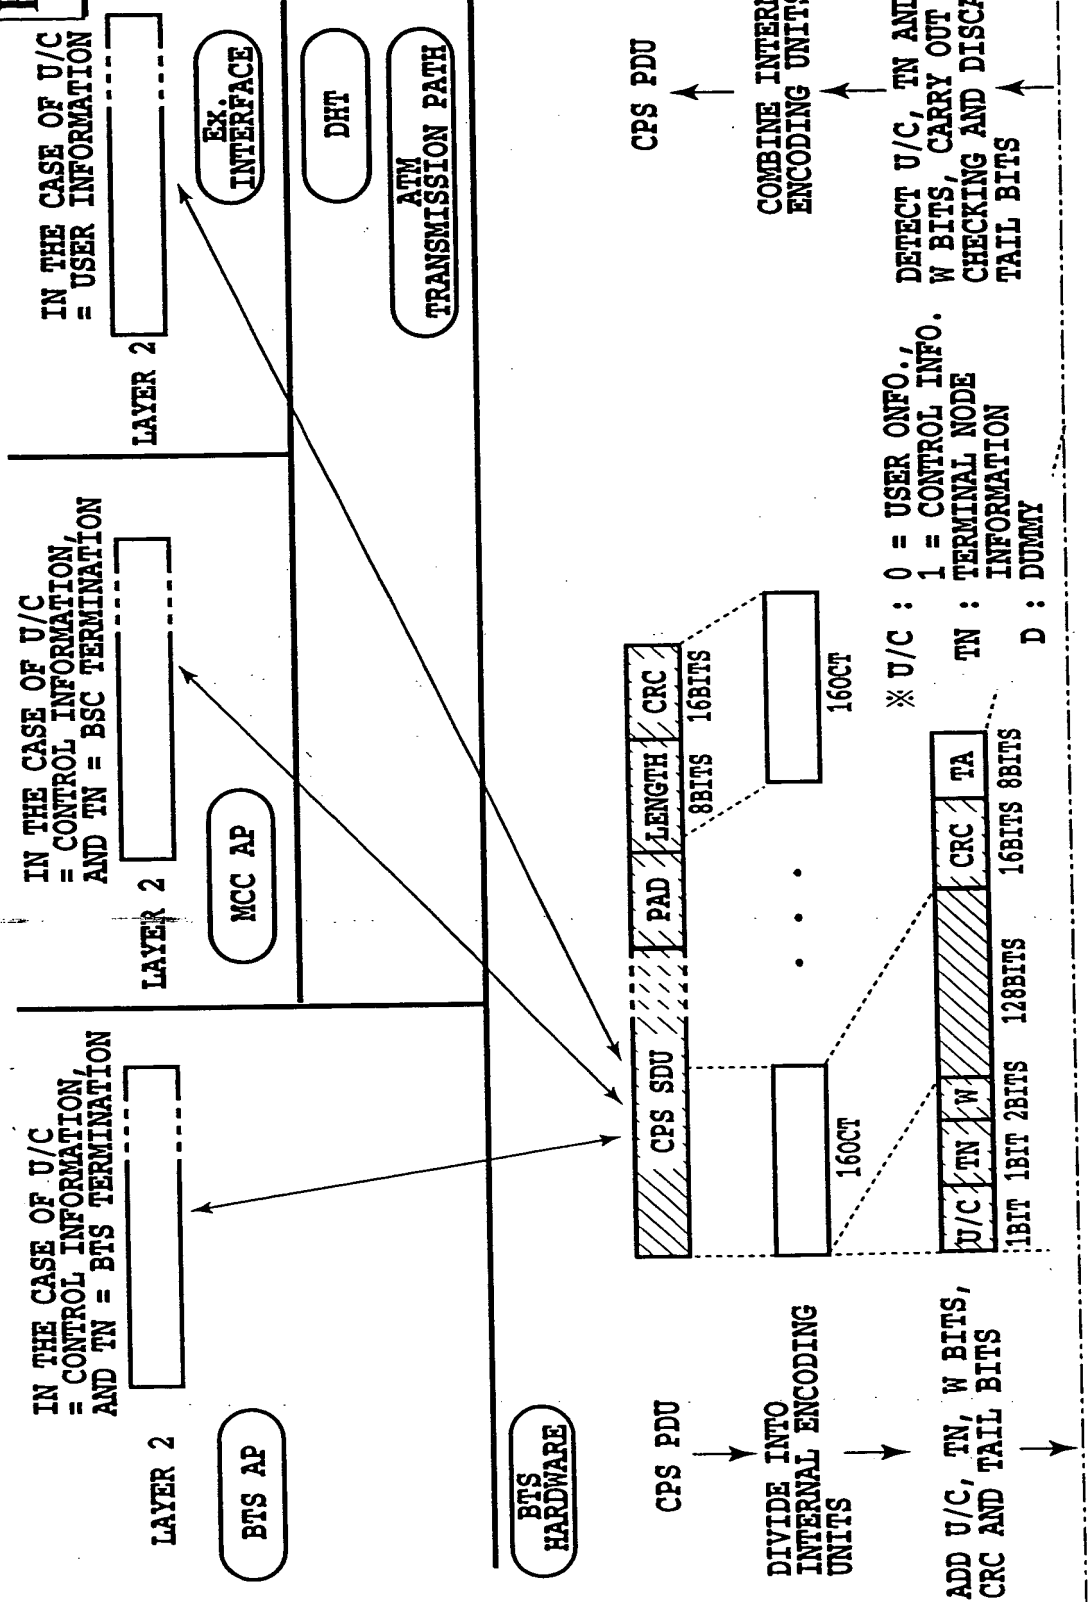 IN THE CASE OF U/C
= CONTROL INFORMATION,
AND TN = BTS TERMINATION
LAYER 2
BTS AP
IN THE CASE OF U/C
= CONTROL INFORMATION,
AND TN = BSC TERMINATION
LAYER 2
MCC AP
IN THE CASE OF U/C
= USER INFORMATION
LAYER 2
EX.
INTERFACE
DHT
ATM
TRANSMISSION PATH
BTS
HARDWARE
CPS PDU
DIVIDE INTO
INTERNAL ENCODING
UNITS
ADD U/C, TN, W BITS,
CRC AND TAIL BITS
CPS SDU
PAD
LENGTH
CRC
8BITS
16BITS
16OCT
• • •
16OCT
U/C
TN
W
CRC
TA
1BIT
1BIT
2BITS
128BITS
16BITS
8BITS
※ U/C : 0 = USER ONFO.,
1 = CONTROL INFO.
TN : TERMINAL NODE
INFORMATION
D : DUMMY
CPS PDU
COMBINE INTERN
ENCODING UNITS
DETECT U/C, TN AND
W BITS, CARRY OUT
CHECKING AND DISCA
TAIL BITS